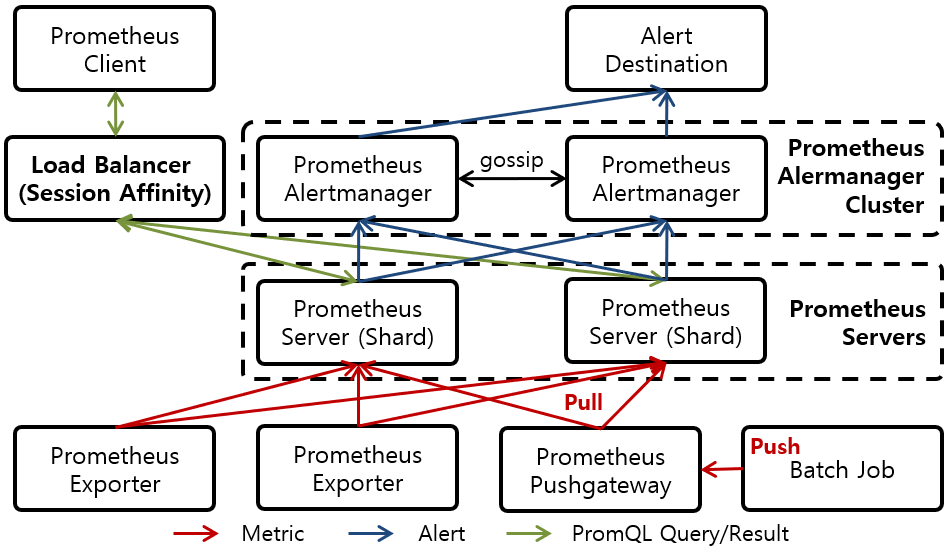 Prometheus
Client
Alert
Destination
Load Balancer
(Session Affinity)
Prometheus
Alertmanager
gossip
Prometheus
Alertmanager
Prometheus
Alermanager
Cluster
Prometheus
Server (Shard)
Prometheus
Server (Shard)
Prometheus
Servers
Pull
Prometheus
Exporter
Prometheus
Exporter
Prometheus
Pushgateway
Push
Batch Job
Metric
Alert
PromQL Query/Result